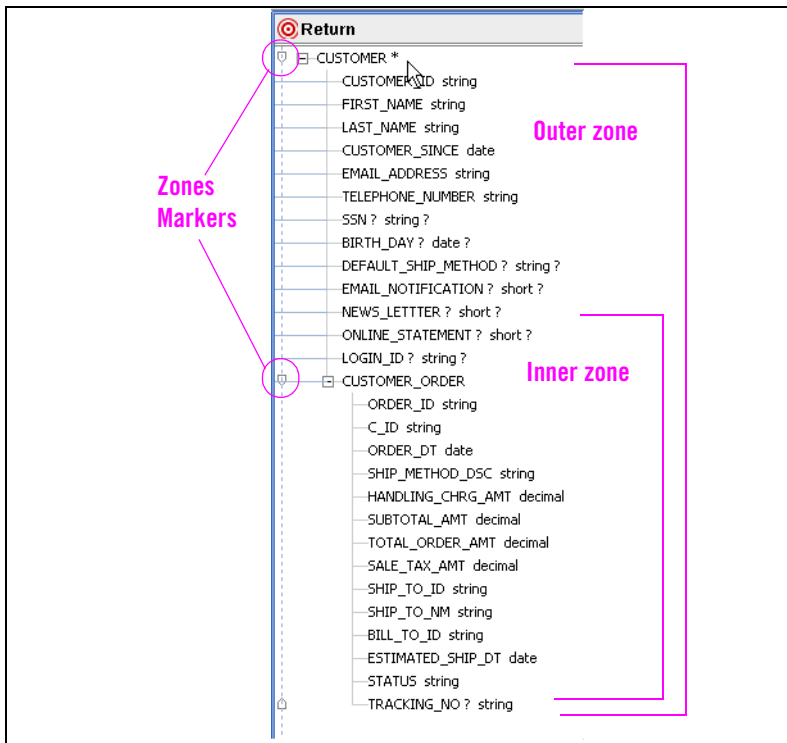 Return
CUSTOMER *
CUSTOMER_ID string
FIRST_NAME string
LAST_NAME string
Outer zone
CUSTOMER_SINCE date
EMAIL_ADDRESS string
Zones
Markers
TELEPHONE_NUMBER string
SSN ? string ?
BIRTH_DAY ? date ?
DEFAULT_SHIP_METHOD ? string ?
EMAIL_NOTIFICATION ? short ?
NEWS_LETTTER ? short ?
ONLINE_STATEMENT ? short ?
LOGIN_ID ? string ?
Inner zone
CUSTOMER_ORDER
ORDER_ID string
C_ID string
ORDER_DT date
SHIP_METHOD_DSC string
HANDLING_CHRG_AMT decimal
SUBTOTAL_AMT decimal
TOTAL_ORDER_AMT decimal
SALE_TAX_AMT decimal
SHIP_TO_ID string
SHIP_TO_NM string
BILL_TO_ID string
ESTIMATED_SHIP_DT date
STATUS string
TRACKING_NO ? string